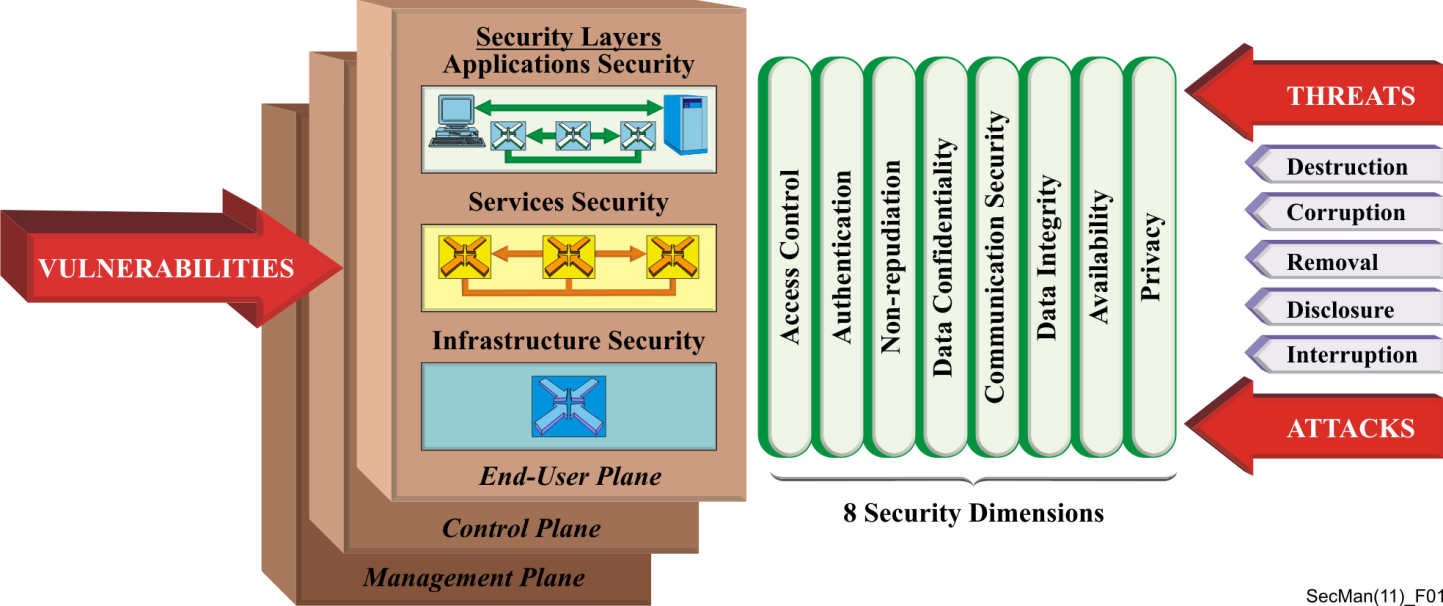 Security Layers
Applications Security
Services Security
Infrastructure Security
End-User Plane
Control Plane
Management Plane
VULNERABILITIES
Access Control
Authentication
Non-repudiation
Data Confidentiality
Communication Security
Data Integrity
Availability
Privacy
8 Security Dimensions
THREATS
Destruction
Corruption
Removal
Disclosure
Interruption
ATTACKS
SecMan(11)_F01